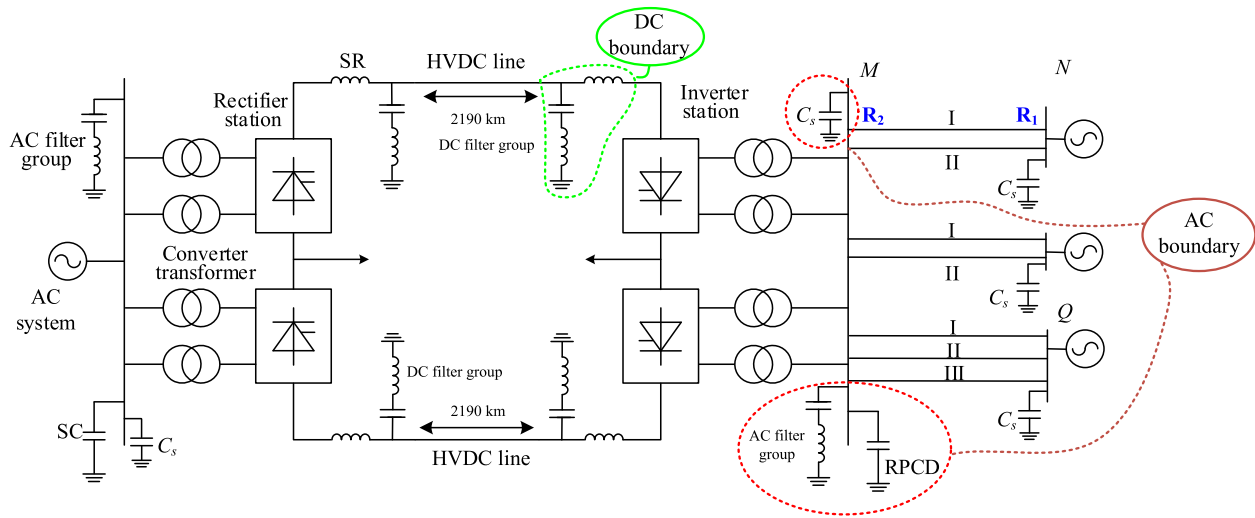 DC
boundary
SR
HVDC line
M
N
Rectifier
station
Inverter
station
Cs
R2
R1
I
AC filter
group
2190 km
DC filter group
II
Cs
AC
boundary
Converter
transformer
I
II
AC
system
Cs
Q
I
II
III
DC filter group
2190 km
Cs
SC
Cs
HVDC line
AC filter
group
RPCD